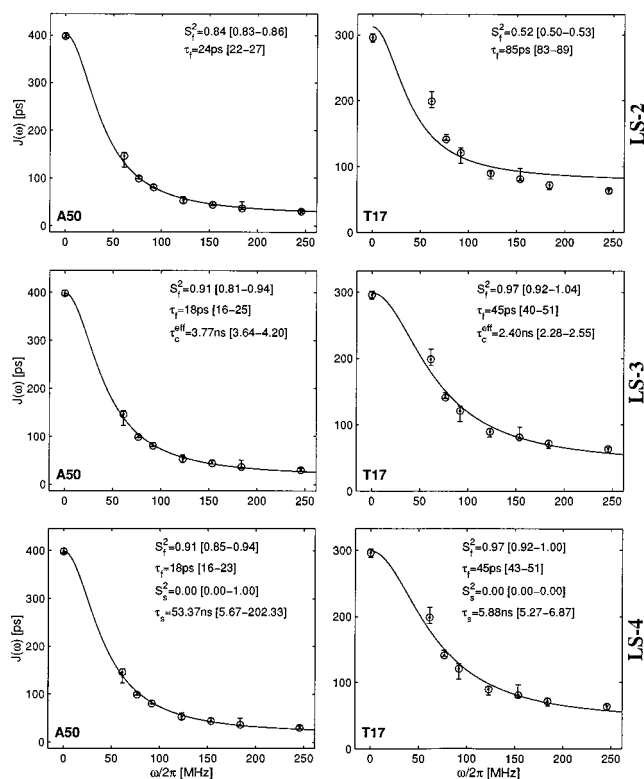 S_f^2=0.84 [0.83−0.86]
τ_f=24ps [22−27]
J(ω) [ps]
400
300
200
100
0
A50
0 50 100 150 200 250
S_f^2=0.52 [0.50−0.53]
τ_f=85ps [83−89]
300
200
100
0
T17
0 50 100 150 200 250
LS-2
S_f^2=0.91 [0.81−0.94]
τ_f=18ps [16−25]
τ_c^eff=3.77ns [3.64−4.20]
J(ω) [ps]
400
300
200
100
0
A50
0 50 100 150 200 250
S_f^2=0.97 [0.92−1.04]
τ_f=45ps [40−51]
τ_c^eff=2.40ns [2.28−2.55]
300
200
100
0
T17
0 50 100 150 200 250
LS-3
S_f^2=0.91 [0.85−0.94]
τ_f=18ps [16−23]
S_s^2=0.00 [0.00−1.00]
τ_s=53.37ns [5.67−202.33]
J(ω) [ps]
400
300
200
100
0
A50
0 50 100 150 200 250
ω/2π [MHz]
S_f^2=0.97 [0.92−1.00]
τ_f=45ps [43−51]
S_s^2=0.00 [0.00−0.00]
τ_s=5.88ns [5.27−6.87]
300
200
100
0
T17
0 50 100 150 200 250
ω/2π [MHz]
LS-4